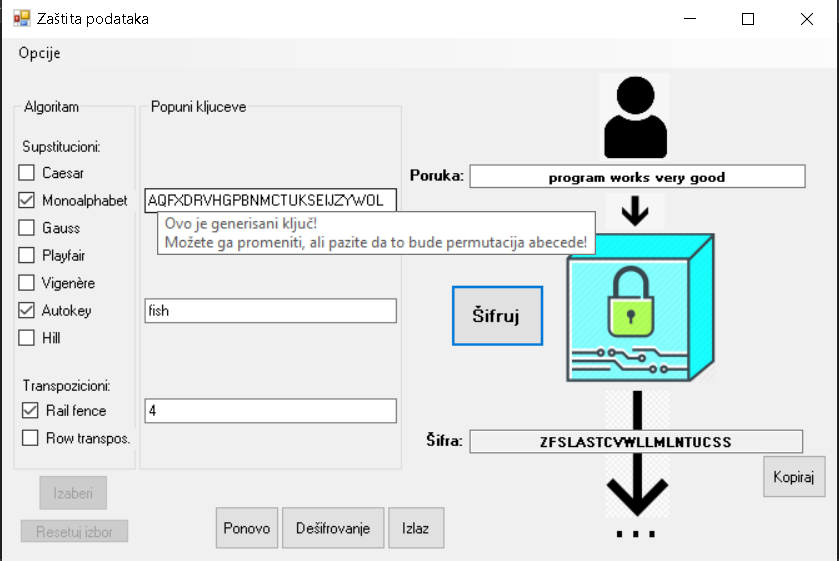 Zaštita podataka
Opcije
Algoritam
Popuni kljuceve
Supstitucioni:
Caesar
Monoalphabet
AQFXDRVHGPBNMCTUKSEIJZYWOL
Ovo je generisani ključ!
Možete ga promeniti, ali pazite da to bude permutacija abecede!
Gauss
Playfair
Vigenère
Autokey
fish
Hill
Transpozicioni:
Rail fence
4
Row transpos.
Izaberi
Resetuj izbor
Ponovo
Dešifrovanje
Izlaz
Poruka:
program works very good
Šifruj
Šifra:
ZFSLASTCVWLLMLNTUCSS
Kopiraj
...